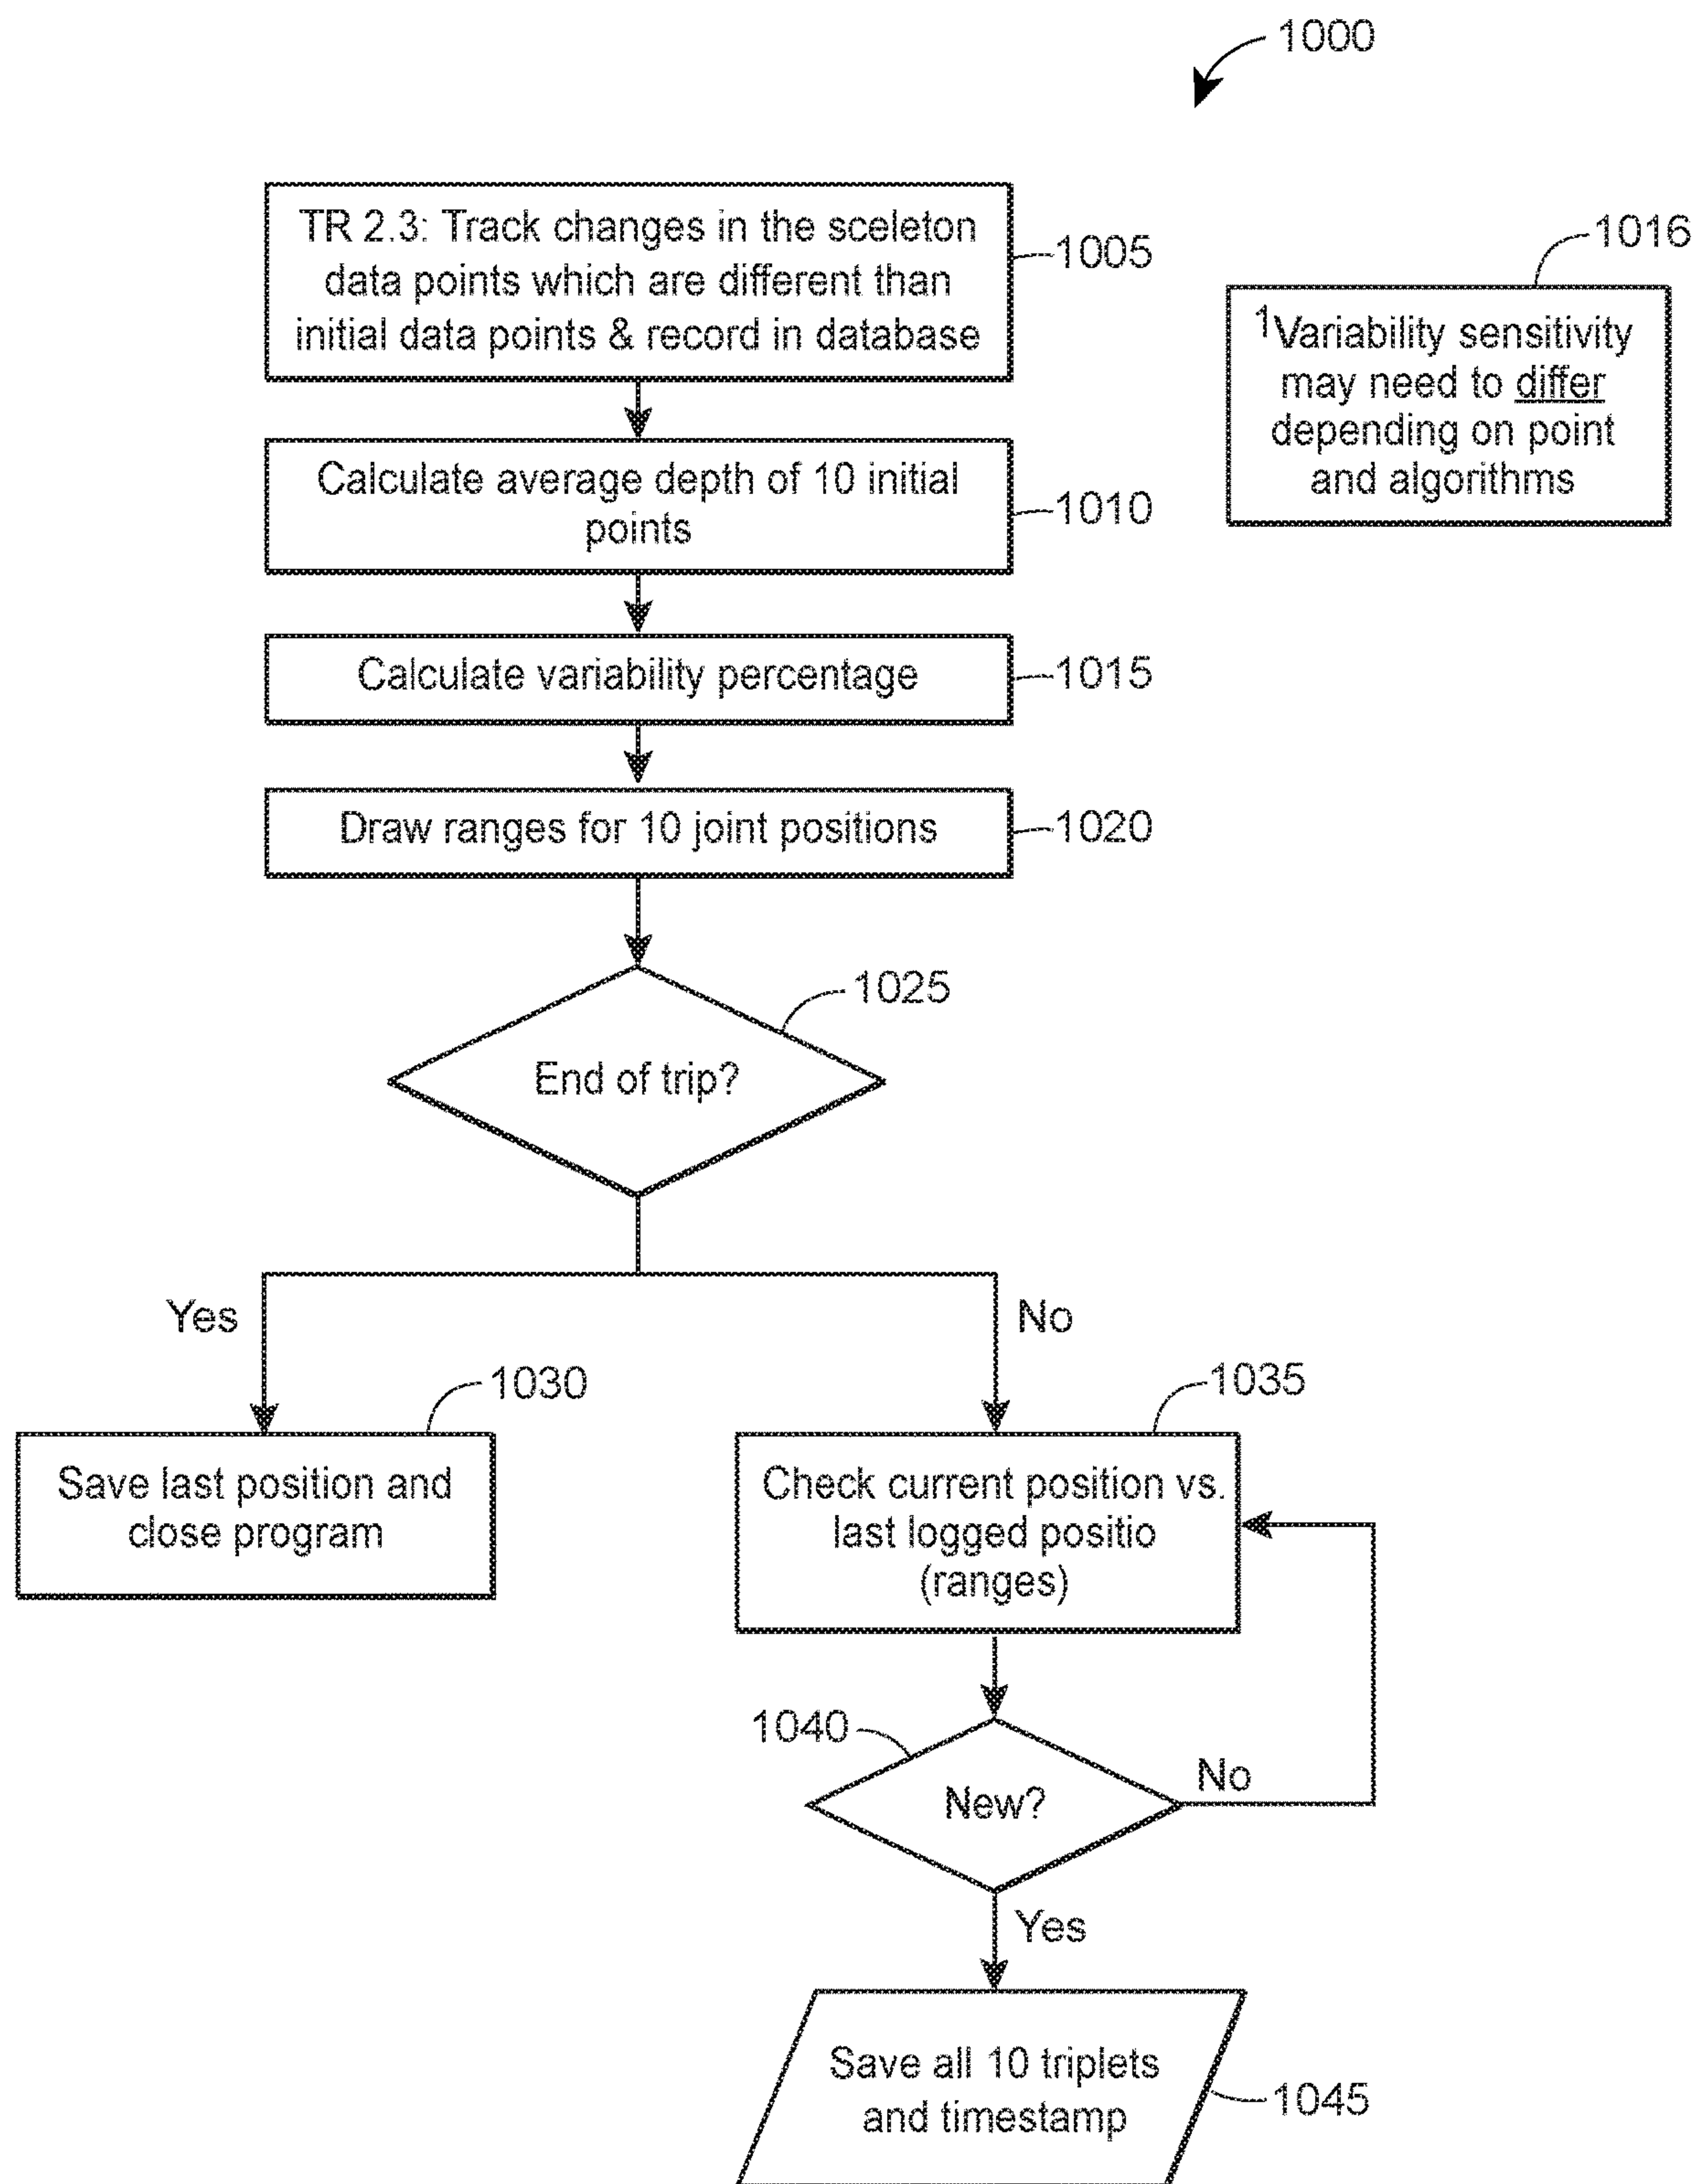 1000
TR 2.3: Track changes in the sceleton
data points which are different than
initial data points & record in database
1005
1016
1Variability sensitivity
may need to differ
depending on point
and algorithms
Calculate average depth of 10 initial
points
1010
Calculate variability percentage
1015
Draw ranges for 10 joint positions
1020
1025
End of trip?
Yes
No
1030
Save last position and
close program
1035
Check current position vs.
last logged positio
(ranges)
1040
New?
No
Yes
Save all 10 triplets
and timestamp
1045